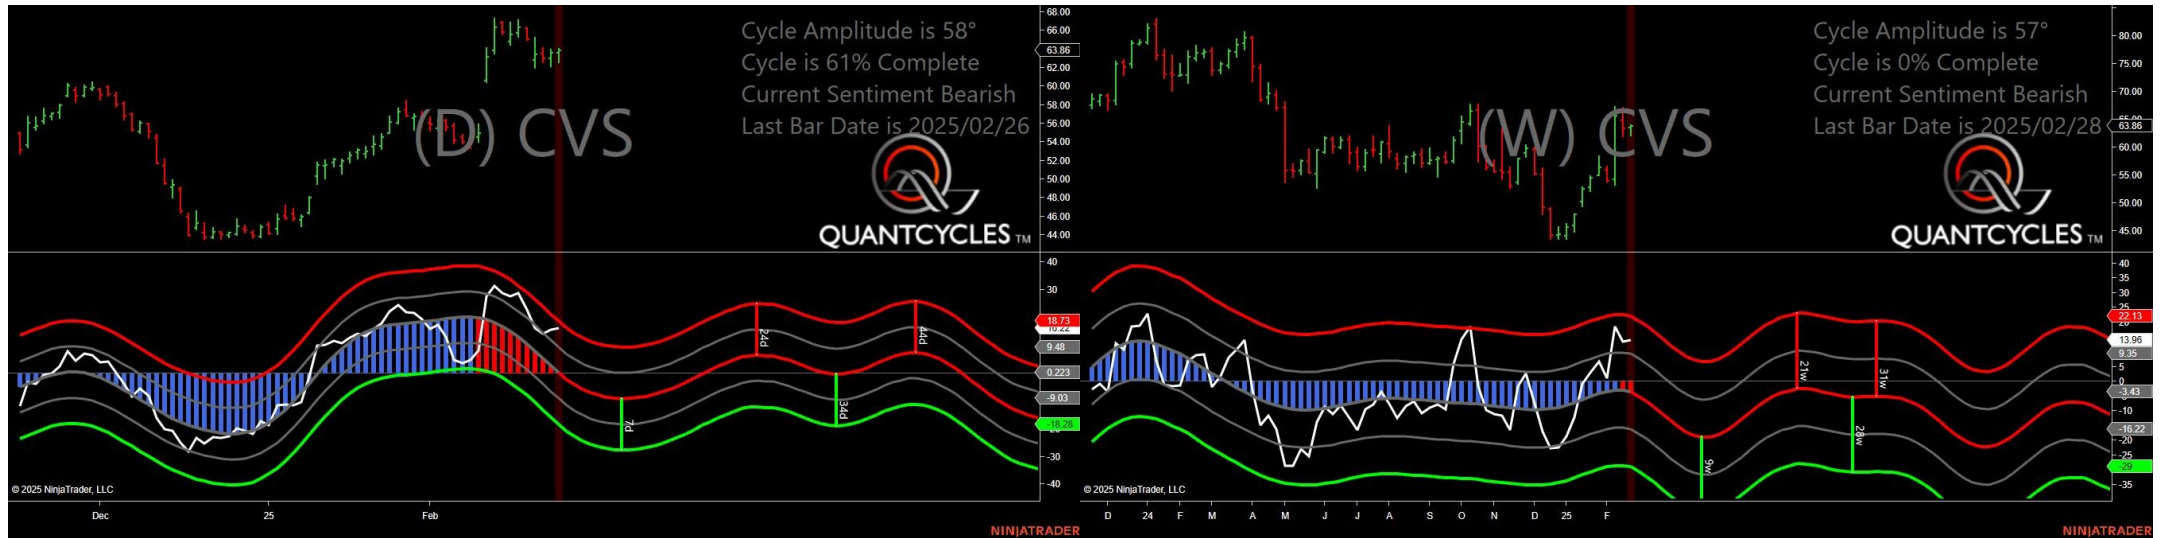 Cycle Amplitude is 58°
Cycle is 61% Complete
Current Sentiment Bearish
Last Bar Date is 2025/02/26
(D) CVS
QUANTCYCLES TM
68.00
66.00
63.86
62.00
60.00
58.00
56.00
54.00
52.00
50.00
48.00
46.00
44.00
40
30
18.73
16.22
9.48
0.223
-9.03
-18.28
-30
-40
7d
24d
34d
44d
© 2025 NinjaTrader, LLC
Dec
25
Feb
NINJATRADER
Cycle Amplitude is 57°
Cycle is 0% Complete
Current Sentiment Bearish
Last Bar Date is 2025/02/28
(W) CVS
QUANTCYCLES TM
80.00
75.00
70.00
63.86
60.00
55.00
50.00
45.00
40
35
30
25
22.13
13.96
9.35
5
0
-3.43
-10
-16.22
-20
-25
-29
-35
9w
21w
28w
31w
© 2025 NinjaTrader, LLC
D 24 F M A M J J A S O N D 25 F
NINJATRADER